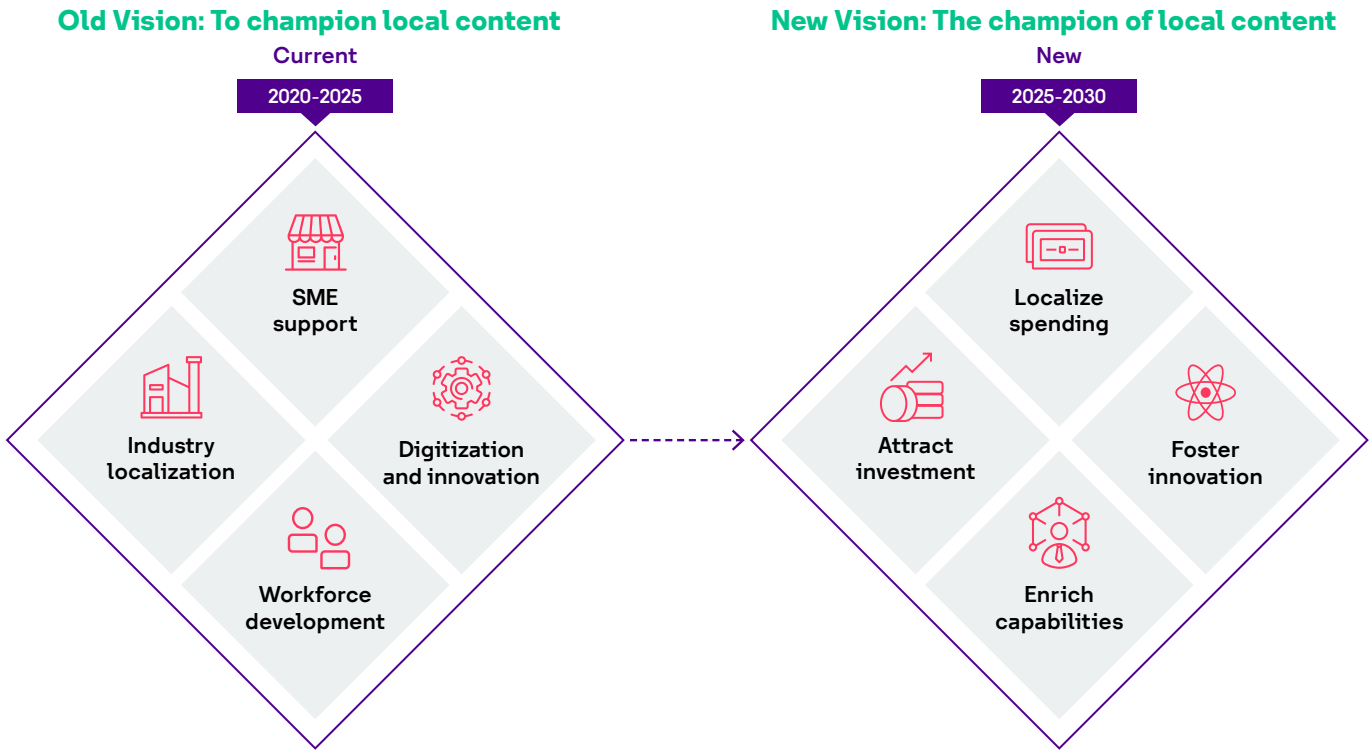 Old Vision: To champion local content
Current
2020-2025
SME
support
Industry
localization
Digitization
and innovation
Workforce
development
New Vision: The champion of local content
New
2025-2030
Localize
spending
Attract
investment
Foster
innovation
Enrich
capabilities